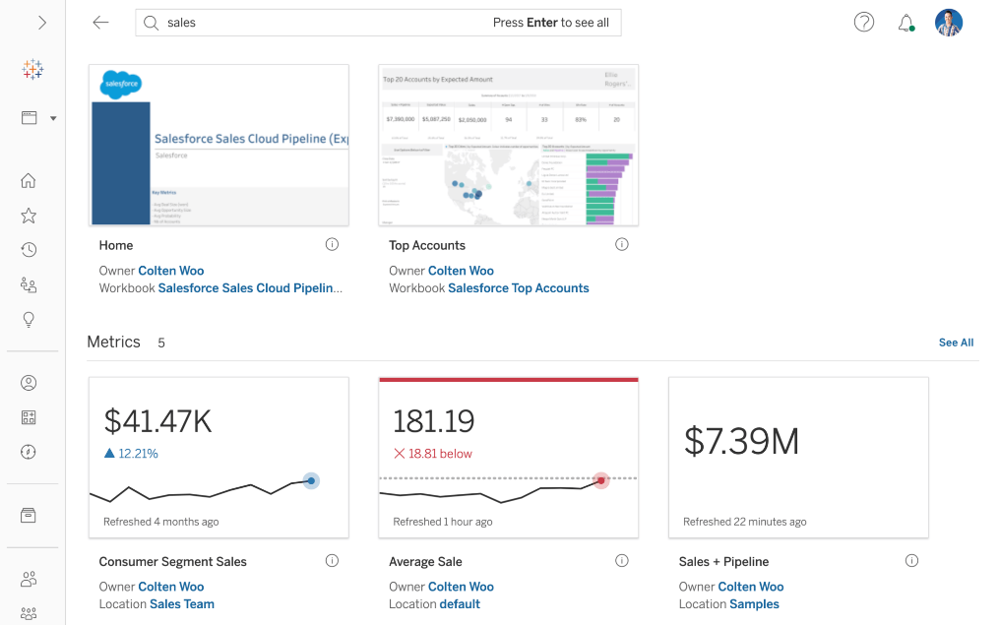 sales
Press Enter to see all
salesforce
Salesforce Sales Cloud Pipeline (Exp
Salesforce
Key Metrics
Top 20 Accounts by Expected Amount
Ellie
Rogers'...
$7,390,000
$5,087,250
$2,050,000
94
33
83%
20
Home
Owner Colten Woo
Workbook Salesforce Sales Cloud Pipelin...
Top Accounts
Owner Colten Woo
Workbook Salesforce Top Accounts
Metrics 5
See All
$41.47K
12.21%
Refreshed 4 months ago
181.19
18.81 below
Refreshed 1 hour ago
$7.39M
Refreshed 22 minutes ago
Consumer Segment Sales
Owner Colten Woo
Location Sales Team
Average Sale
Owner Colten Woo
Location default
Sales + Pipeline
Owner Colten Woo
Location Samples